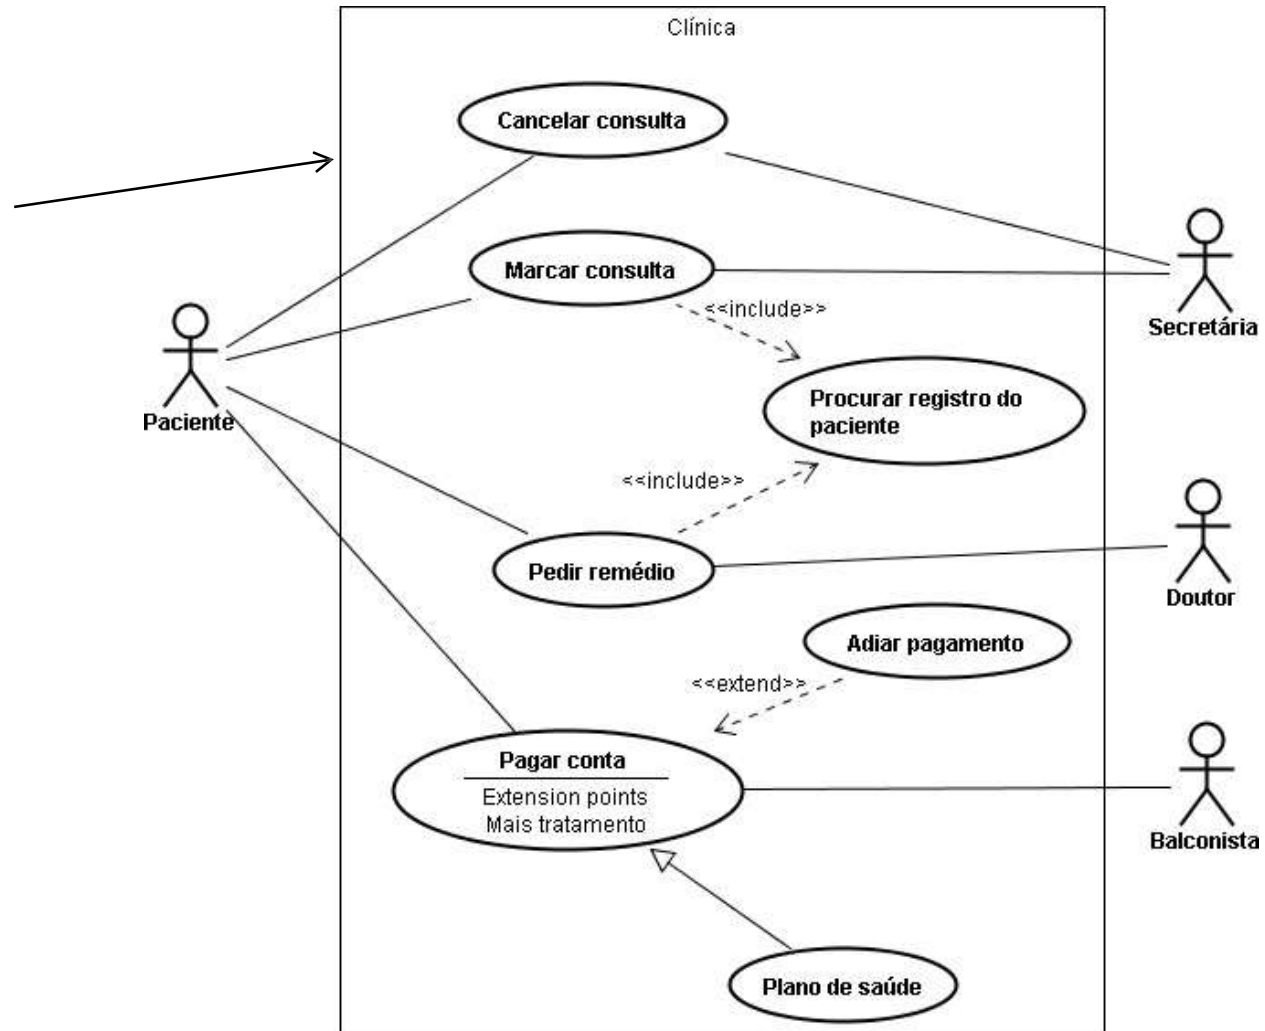 Clínica
Cancelar consulta
Marcar consulta
<<include>>
Secretária
Paciente
Procurar registro do
paciente
<<include>>
Pedir remédio
Doutor
Adiar pagamento
<<extend>>
Pagar conta
Extension points
Mais tratamento
Balconista
Plano de saúde